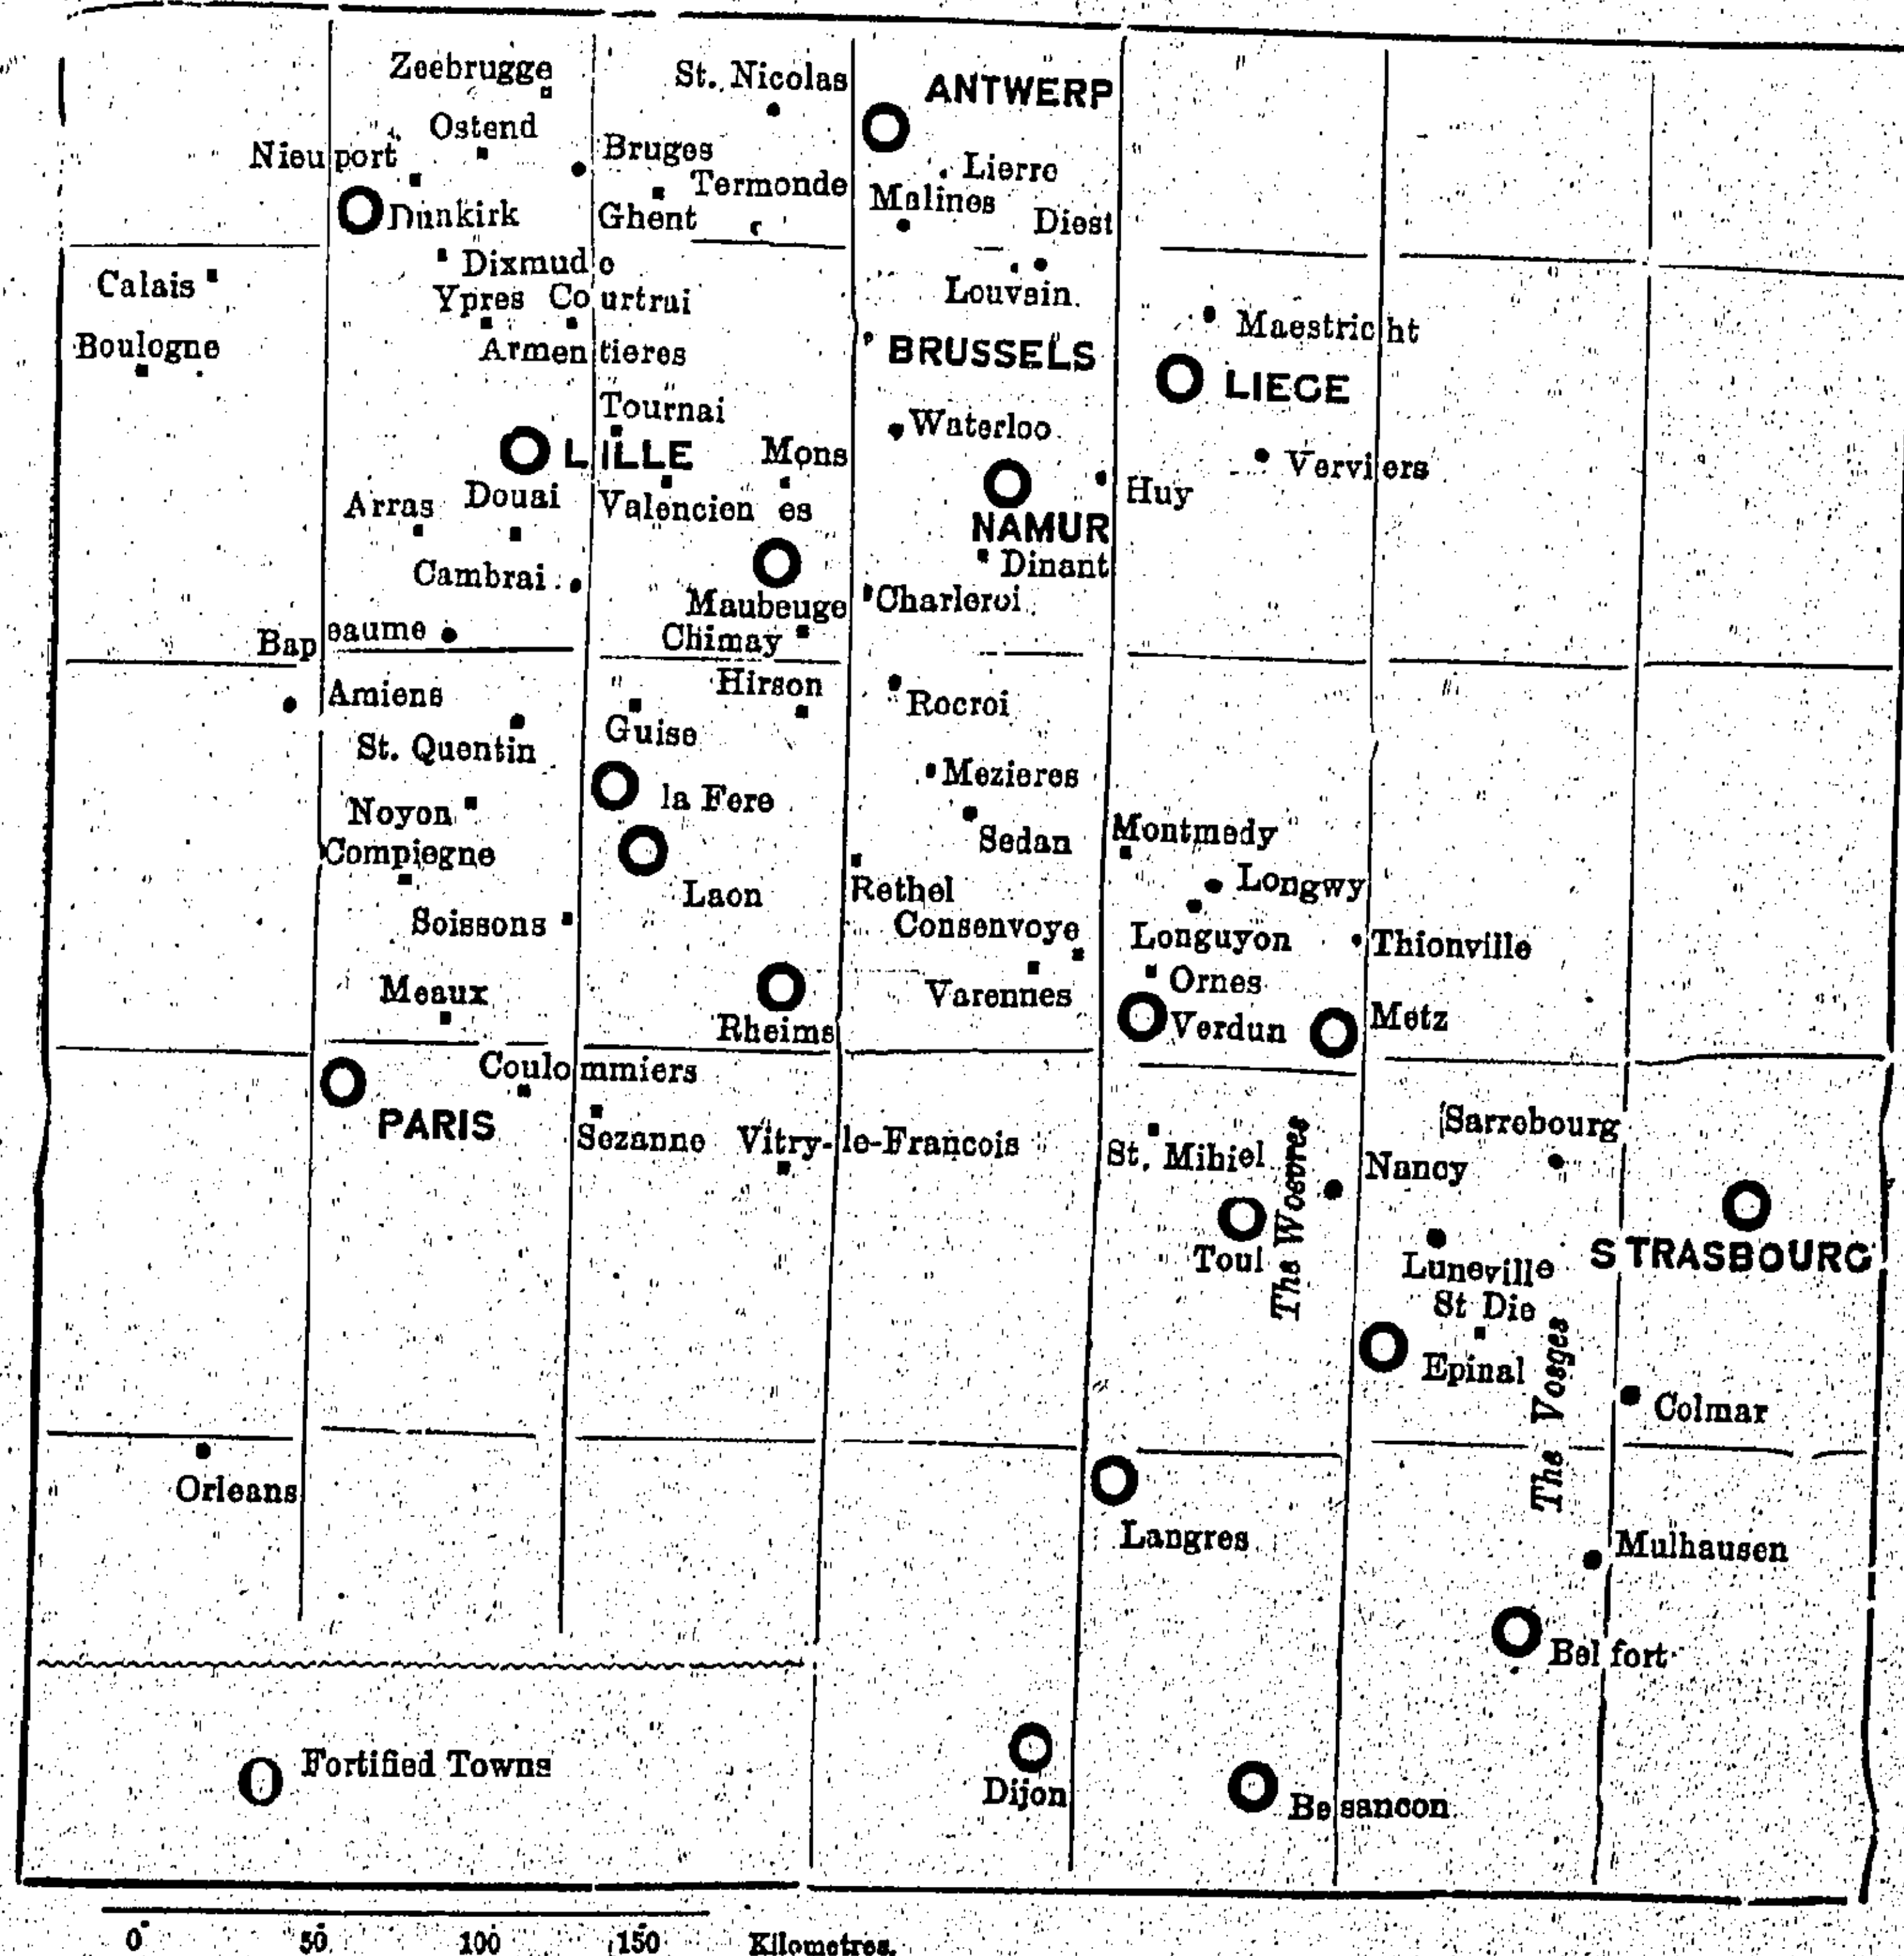 Zeebrugge
St. Nicolas
ANTWERP
Ostend
Nieuport
Bruges
Lierre
Termonde
Malines
Dunkirk
Ghent
Diest
Dixmude
Calais
Ypres Courtrai
Louvain.
Maestricht
Boulogne
Armentieres
BRUSSELS
LIEGE
Tournai
Waterloo
LILLE
Mons
Verviers
Arras
Douai
Valencien es
Huy
NAMUR
Dinant
Cambrai
Maubeuge
Charleroi
Bapeaume
Chimay
Amiens
Hirson
Rocroi
St. Quentin
Guise
Mezieres
la Fere
Noyon
Sedan
Montmedy
Compiegne
Longwy
Laon
Rethel
Soissons
Consenvoye
Longuyon
Thionville
Ornes
Meaux
Varennes
Rheims
Verdun
Metz
Coulommiers
PARIS
Sezanne
Vitry-le-Francois
St. Mihiel
Sarrebourg
Nancy
The Woevres
Toul
Luneville
STRASBOURG
St Die
Epinal
The Vosges
Colmar
Orleans
Langres
Mulhausen
Belfort
Fortified Towns
Dijon
Besancon
0 50 100 150 Kilometres.